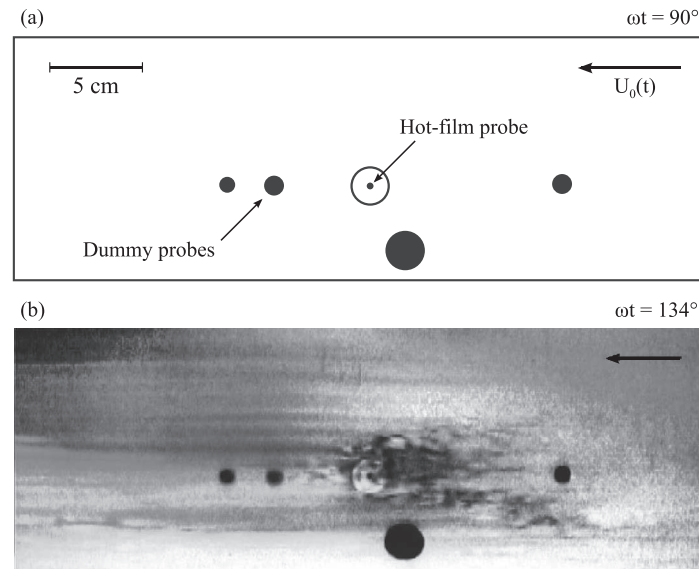 (a)
ωt = 90°
5 cm
U₀(t)
Hot-film probe
Dummy probes
(b)
ωt = 134°